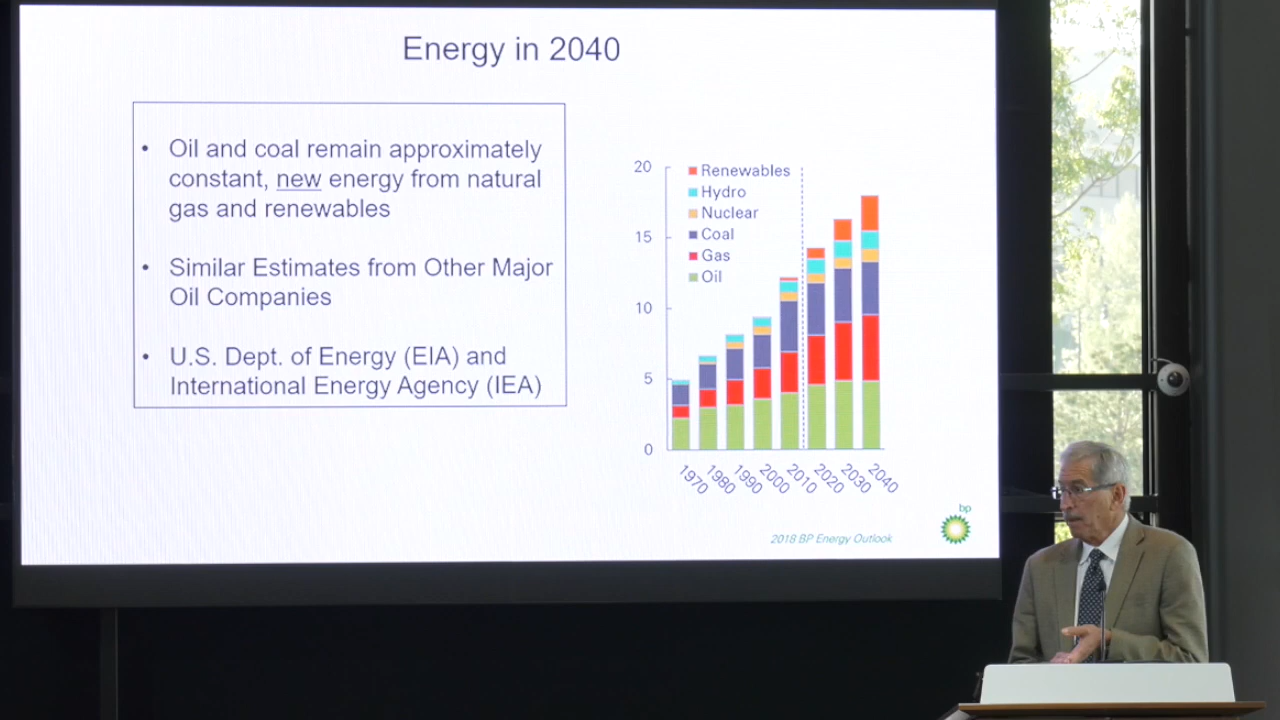 Energy in 2040
• Oil and coal remain approximately
constant, new energy from natural
gas and renewables
• Similar Estimates from Other Major
Oil Companies
• U.S. Dept. of Energy (EIA) and
International Energy Agency (IEA)
20
15
10
5
0
Renewables
Hydro
Nuclear
Coal
Gas
Oil
1970
1980
1990
2000
2010
2020
2030
2040
bp
2018 BP Energy Outlook